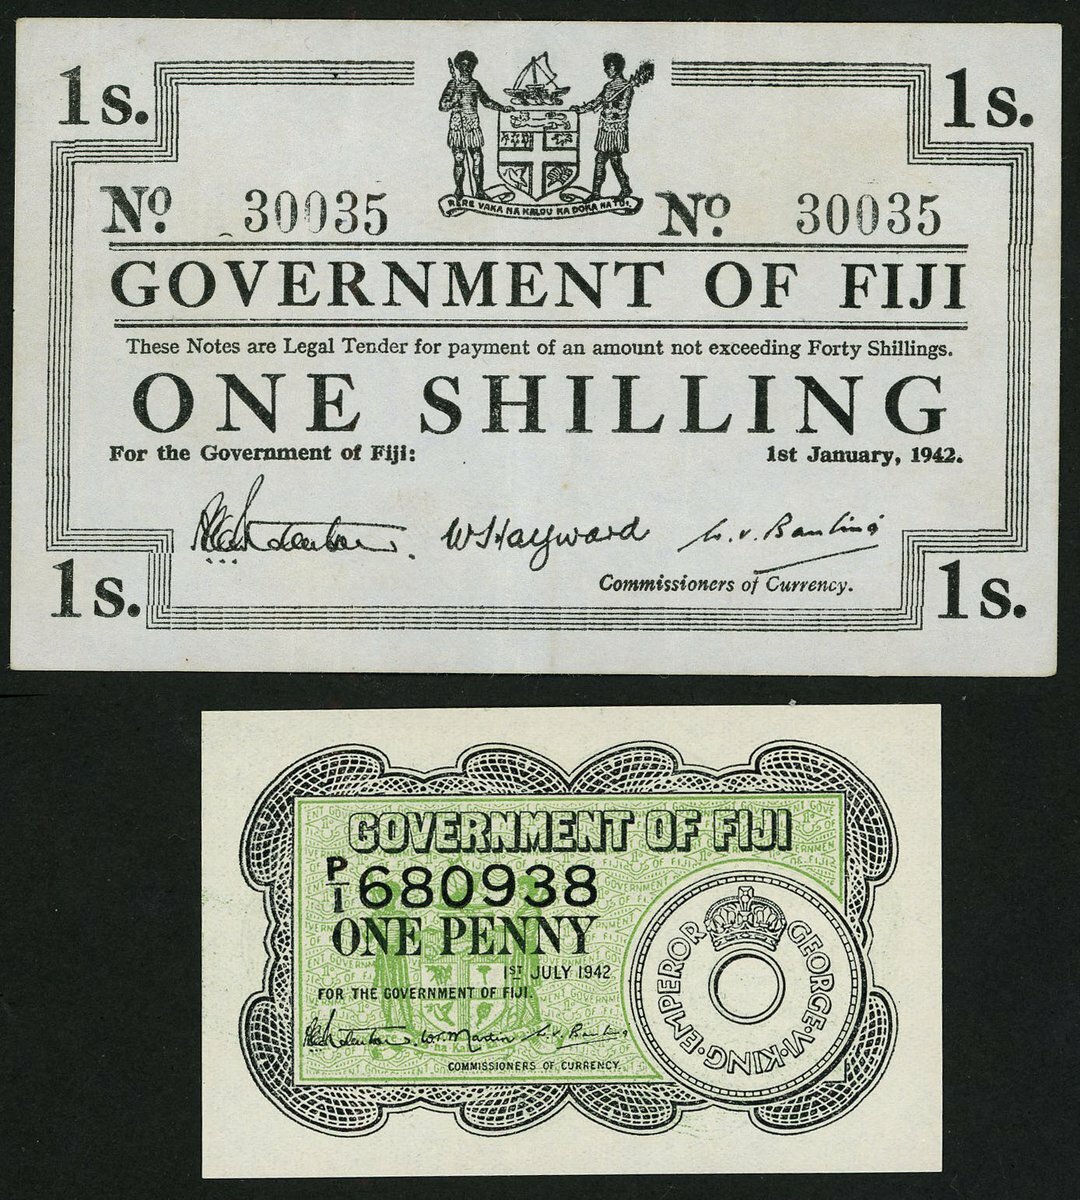 1s. 1s.
Nº 30035 Nº 30035
RERE VAKA NA KALOU KA DOKA NA TUI.
GOVERNMENT OF FIJI
These Notes are Legal Tender for payment of an amount not exceeding Forty Shillings.
ONE SHILLING
For the Government of Fiji: 1st January, 1942.
W S Hayward
Commissioners of Currency.
1s. 1s.
GOVERNMENT OF FIJI
P/1 680938
ONE PENNY
1ST JULY 1942
FOR THE GOVERNMENT OF FIJI.
COMMISSIONERS OF CURRENCY.
GEORGE·VI·KING·EMPEROR